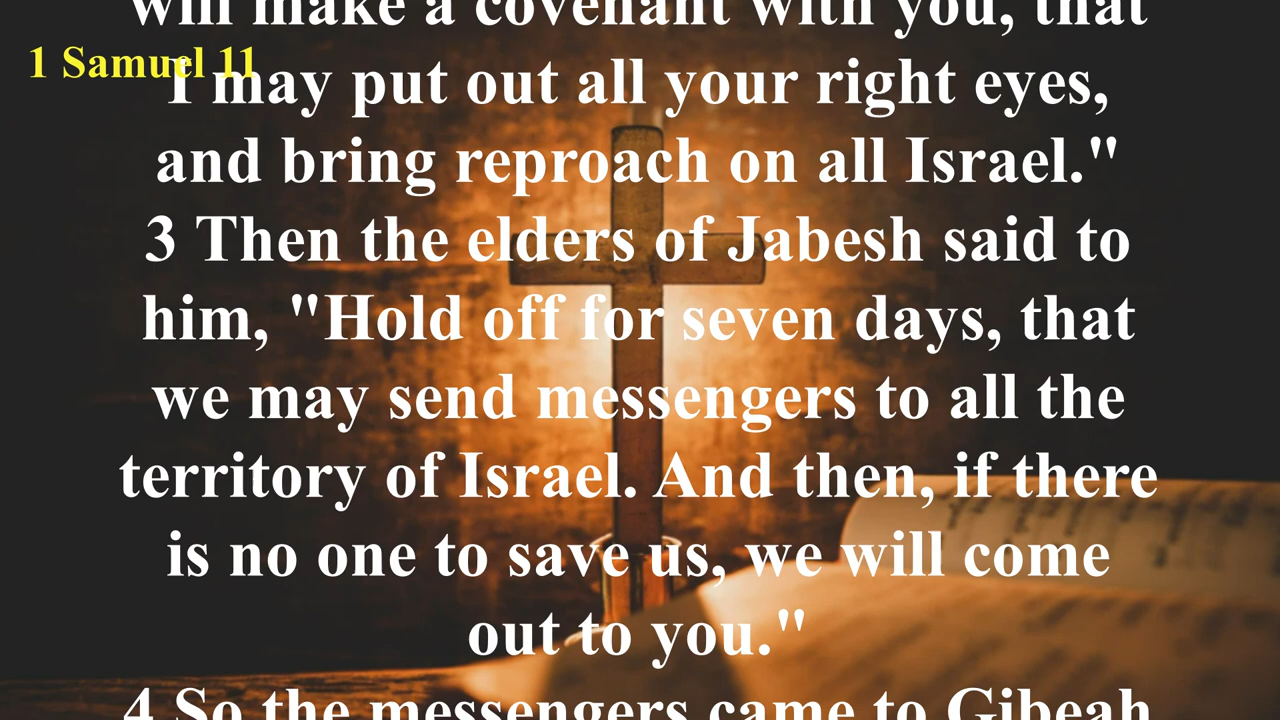 will make a covenant with you, that
1 Samuel 11
I may put out all your right eyes,
and bring reproach on all Israel."
3 Then the elders of Jabesh said to
him, "Hold off for seven days, that
we may send messengers to all the
territory of Israel. And then, if there
is no one to save us, we will come
out to you."
4 So the messengers came to Gibeah